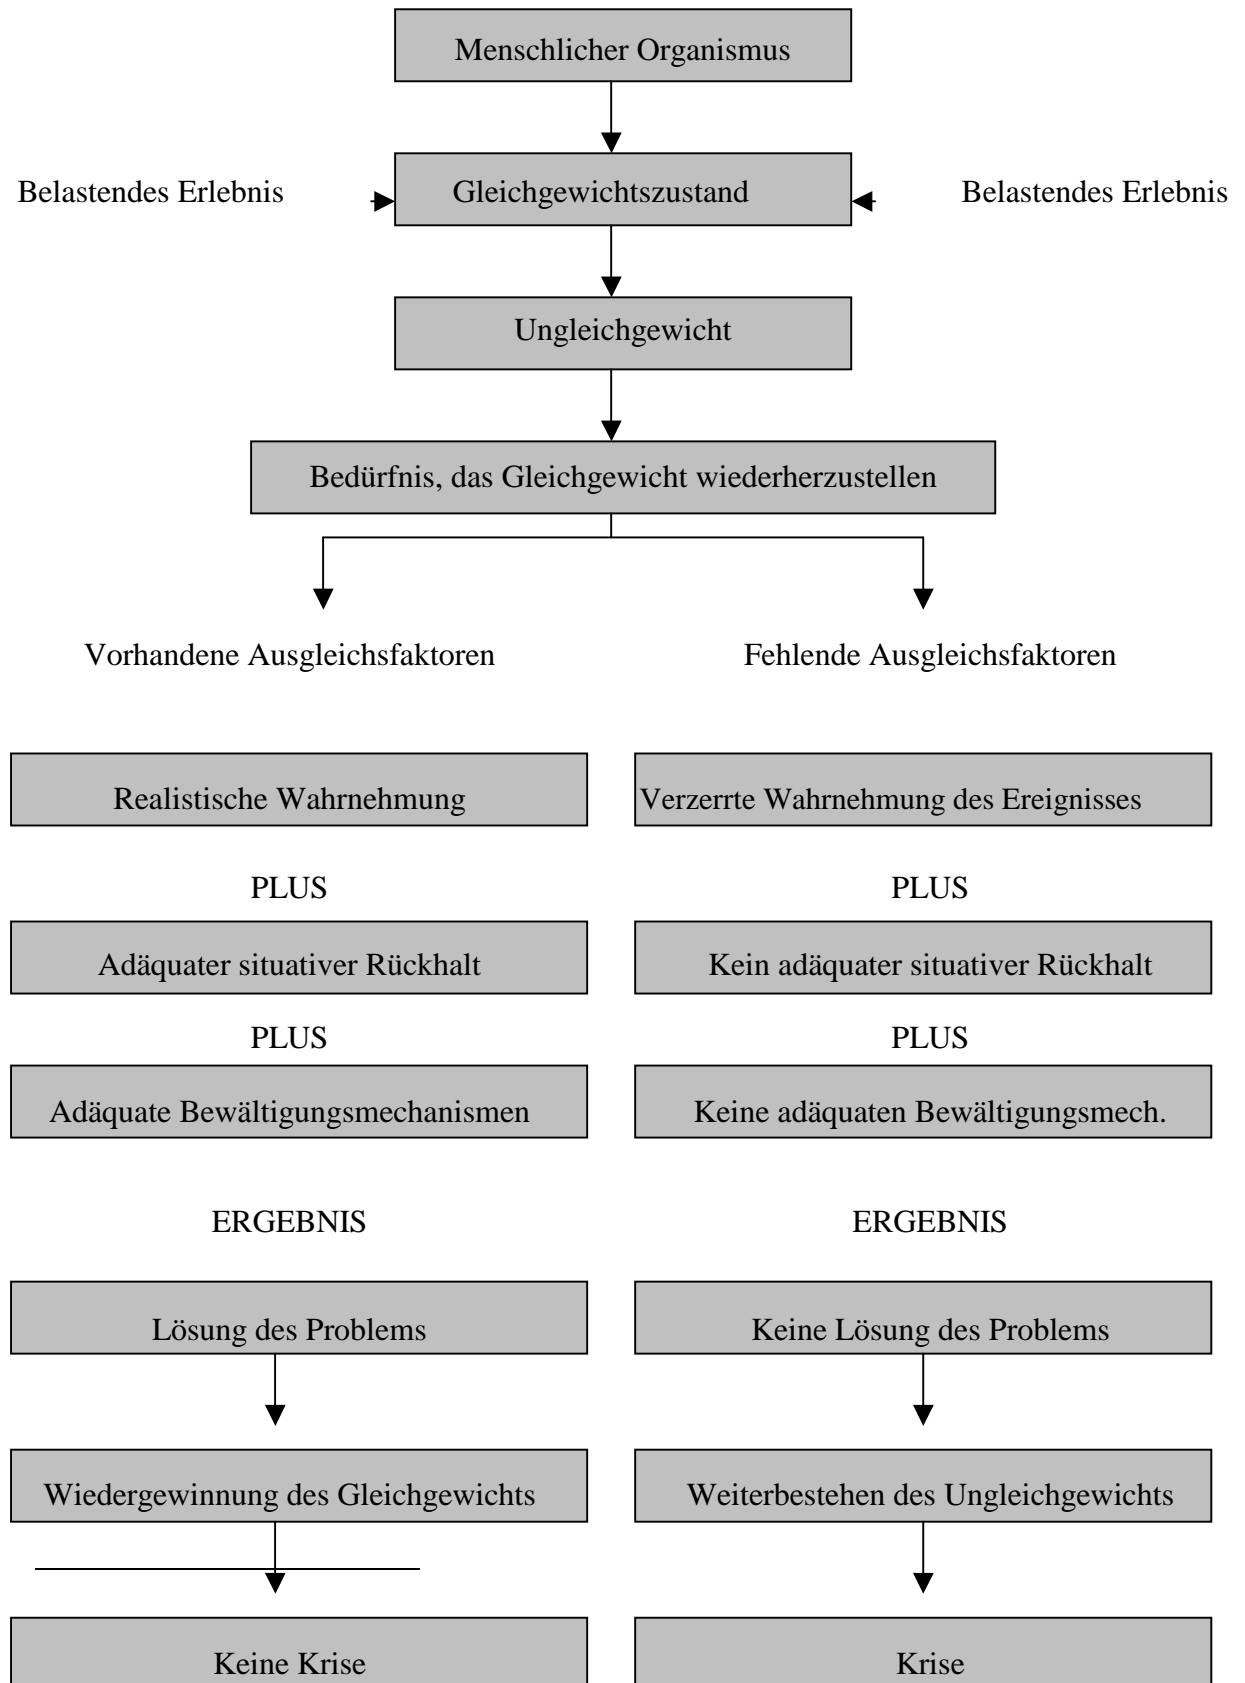 Menschlicher Organismus
Belastendes Erlebnis
Gleichgewichtszustand
Belastendes Erlebnis
Ungleichgewicht
Bedürfnis, das Gleichgewicht wiederherzustellen
Vorhandene Ausgleichsfaktoren
Fehlende Ausgleichsfaktoren
Realistische Wahrnehmung
Verzerrte Wahrnehmung des Ereignisses
PLUS
PLUS
Adäquater situativer Rückhalt
Kein adäquater situativer Rückhalt
PLUS
PLUS
Adäquate Bewältigungsmechanismen
Keine adäquaten Bewältigungsmech.
ERGEBNIS
ERGEBNIS
Lösung des Problems
Keine Lösung des Problems
Wiedergewinnung des Gleichgewichts
Weiterbestehen des Ungleichgewichts
Keine Krise
Krise